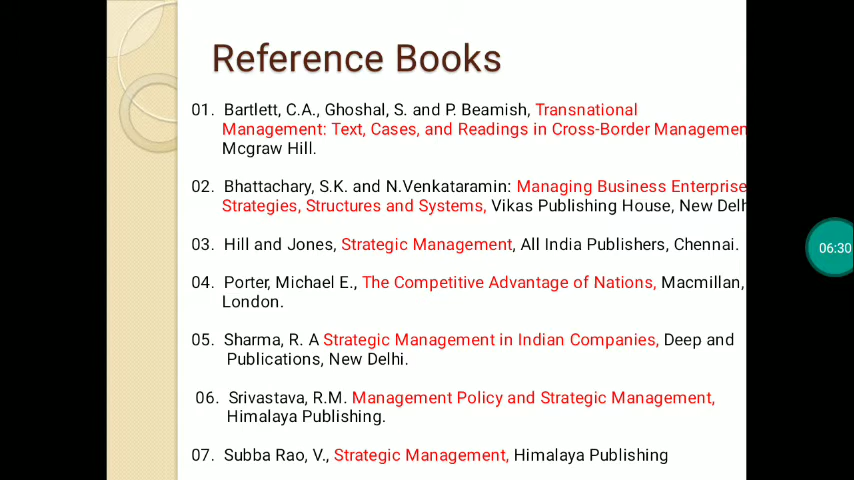 Reference Books
01. Bartlett, C.A., Ghoshal, S. and P. Beamish, Transnational
Management: Text, Cases, and Readings in Cross-Border Managemen
Mcgraw Hill.
02. Bhattachary, S.K. and N.Venkataramin: Managing Business Enterprise
Strategies, Structures and Systems, Vikas Publishing House, New Delh
03. Hill and Jones, Strategic Management, All India Publishers, Chennai.
04. Porter, Michael E., The Competitive Advantage of Nations, Macmillan,
London.
05. Sharma, R. A Strategic Management in Indian Companies, Deep and
Publications, New Delhi.
06. Srivastava, R.M. Management Policy and Strategic Management,
Himalaya Publishing.
07. Subba Rao, V., Strategic Management, Himalaya Publishing
06:30